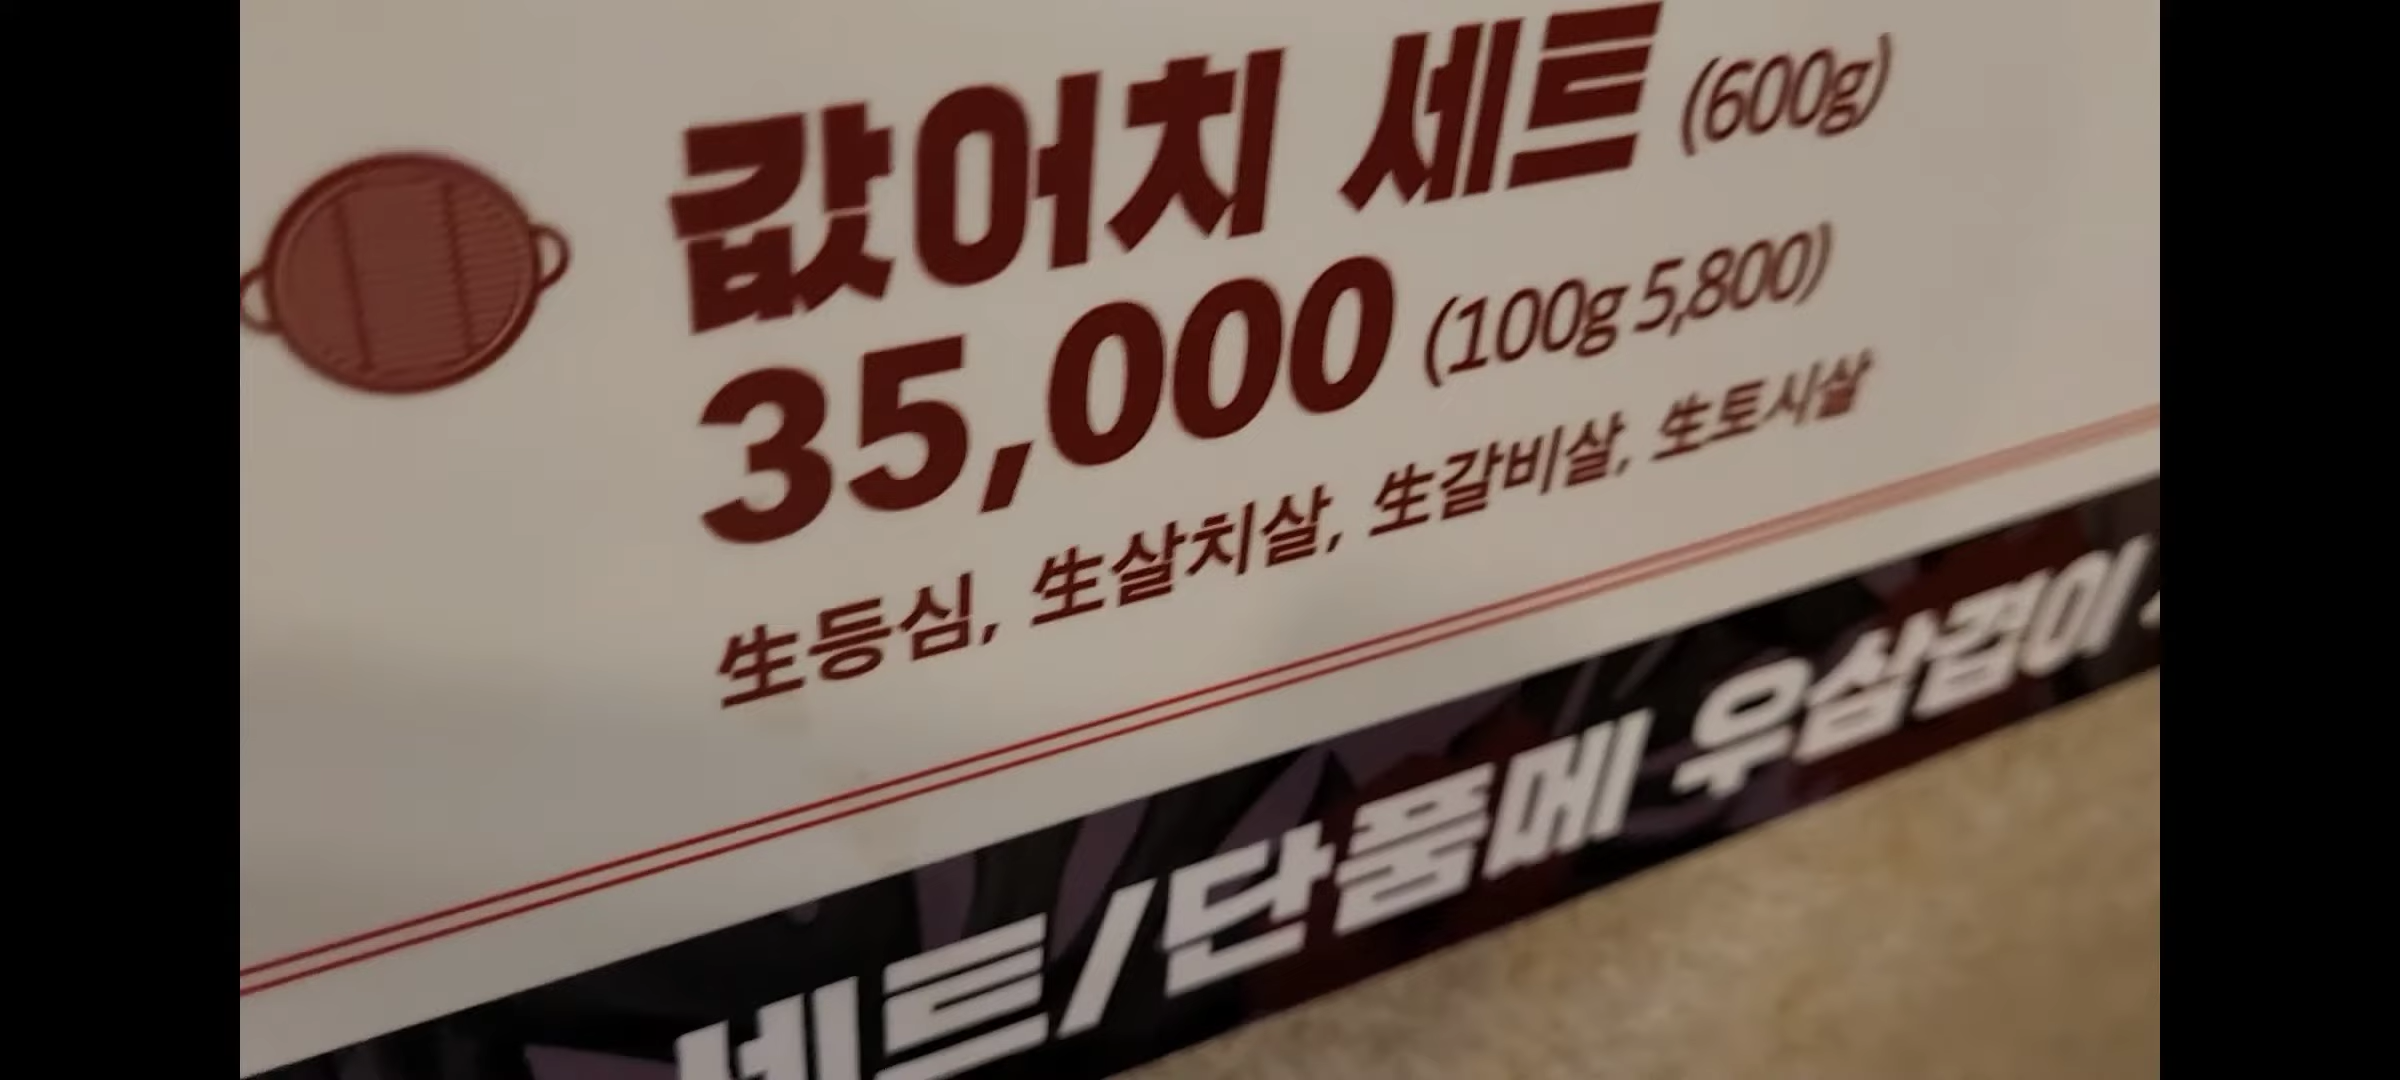 값어치 세트 (600g)
35,000 (100g 5,800)
生등심, 生살치살, 生갈비살, 生토시살
세트/단품에 우삼겹이